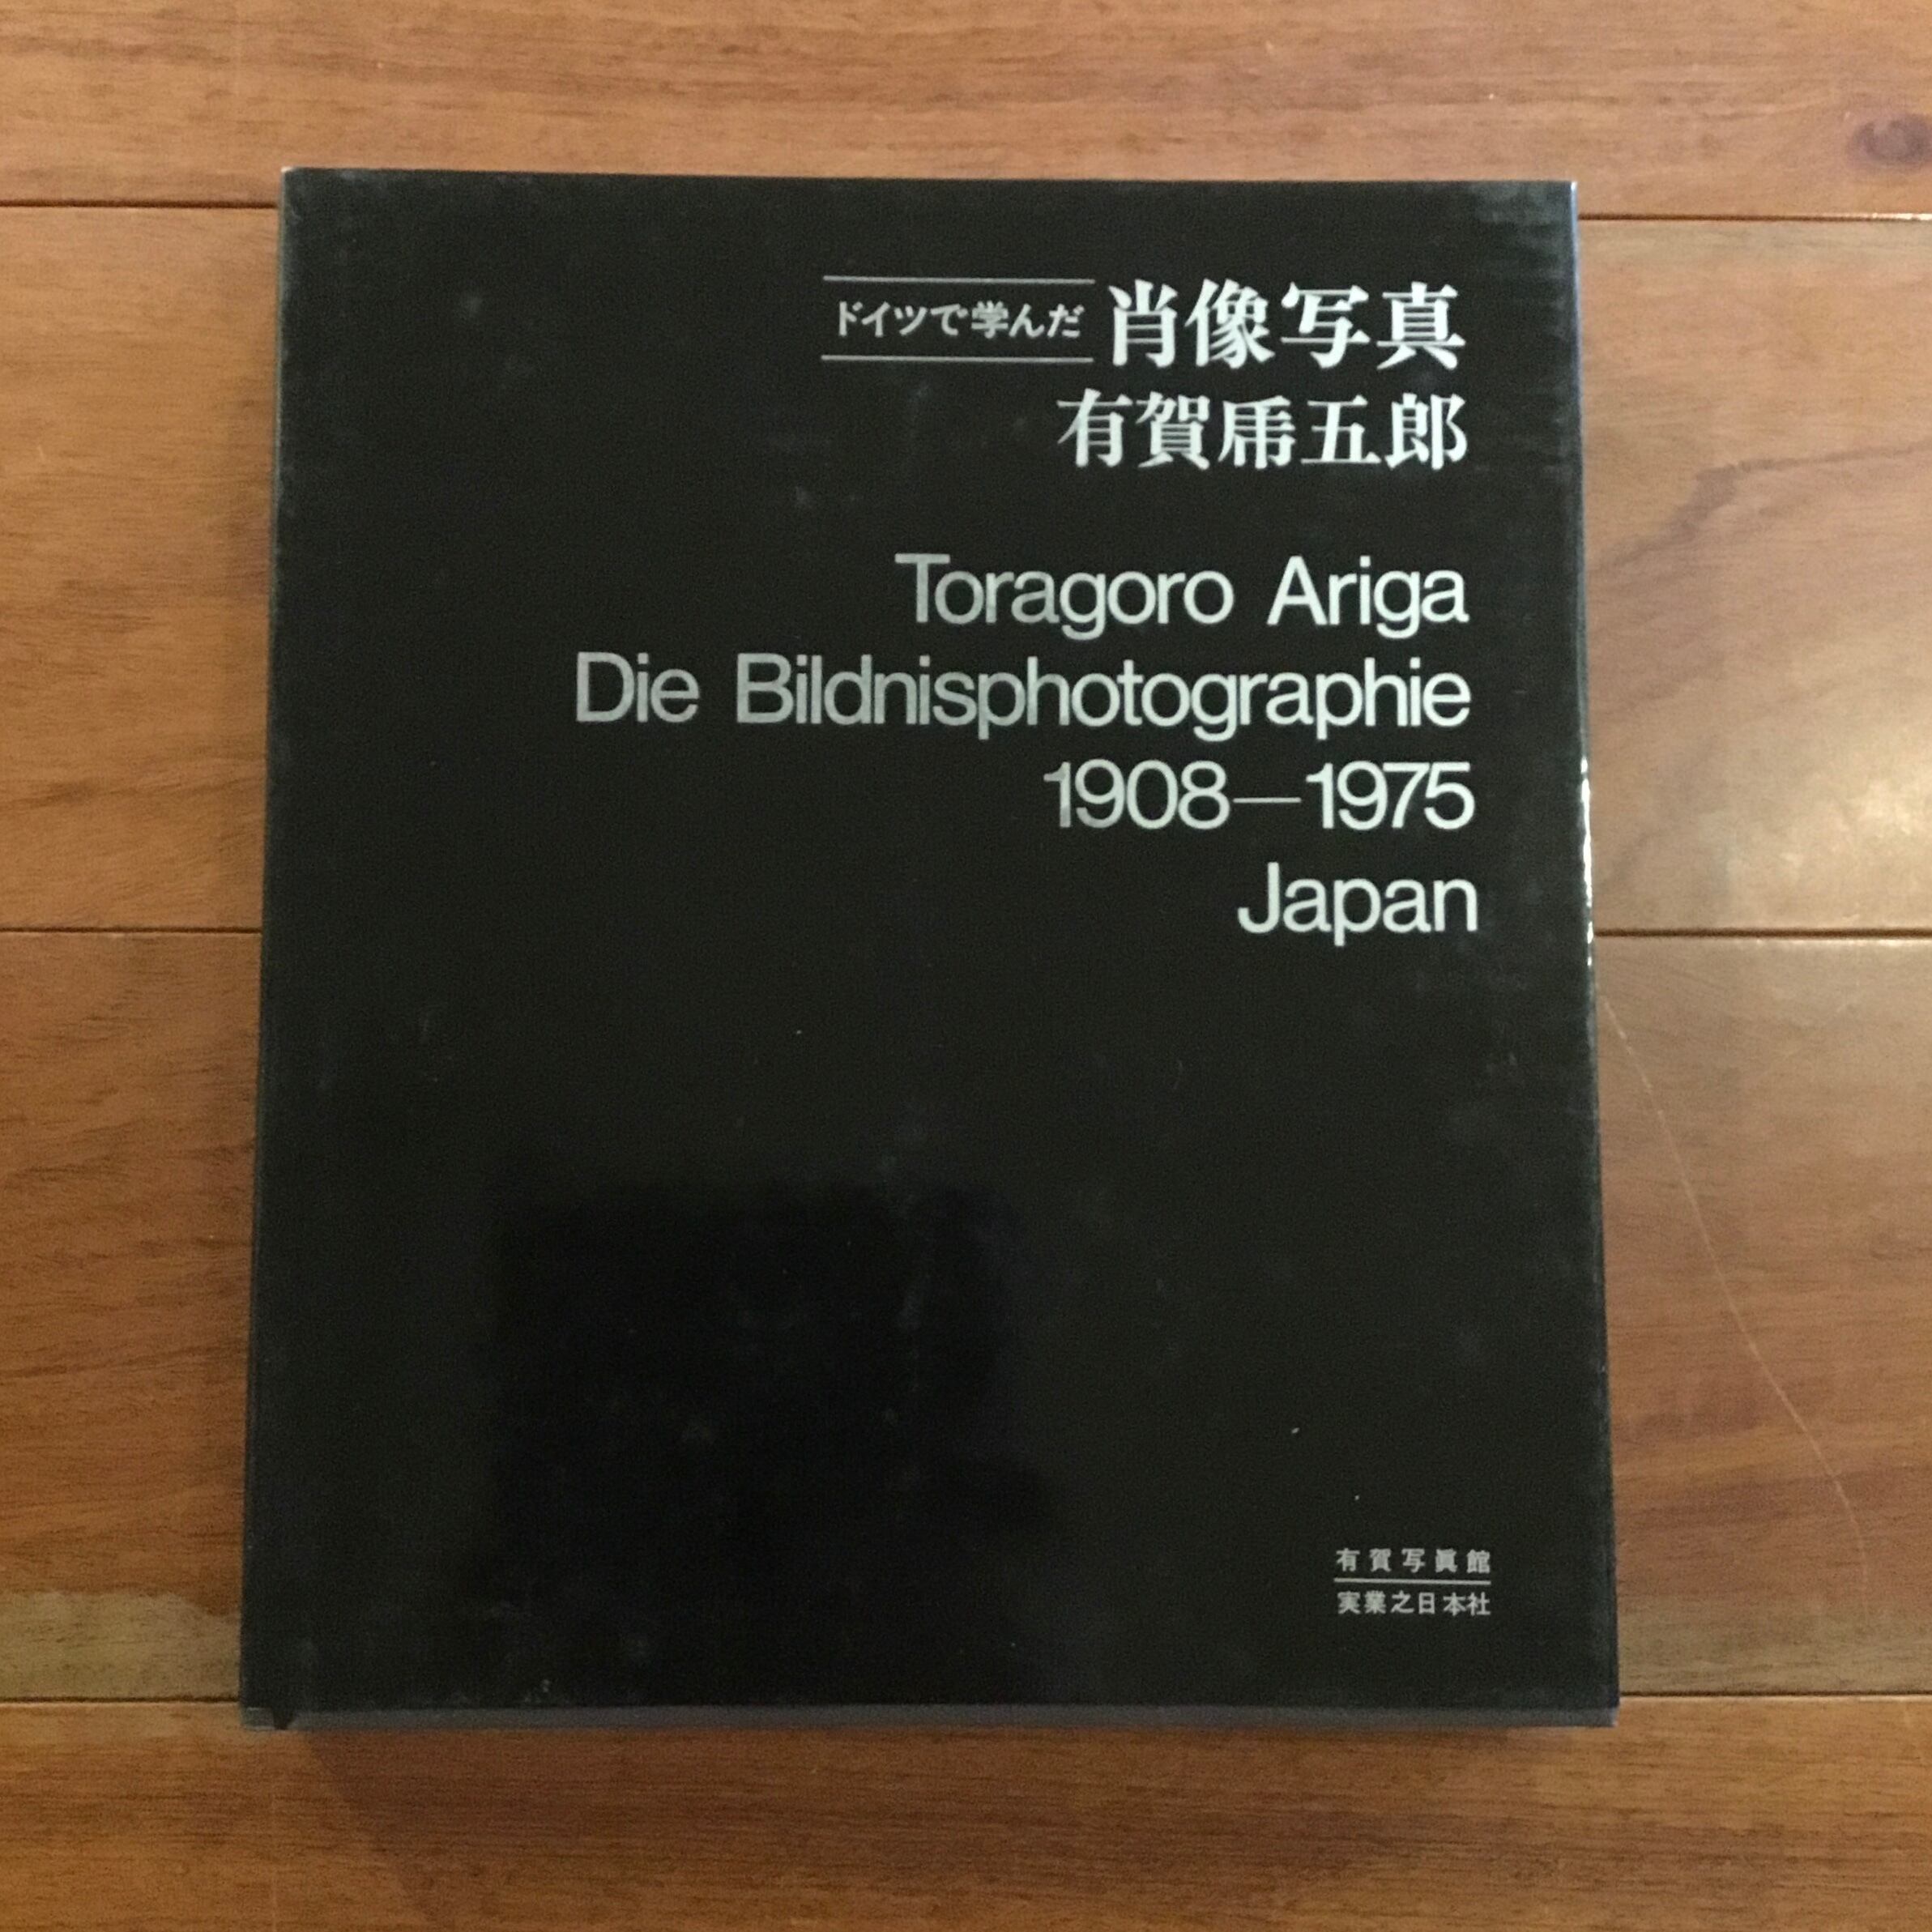 ドイツで学んだ 肖像写真
有賀乕五郎
Toragoro Ariga
Die Bildnisphotographie
1908—1975
Japan
有賀写眞館
実業之日本社